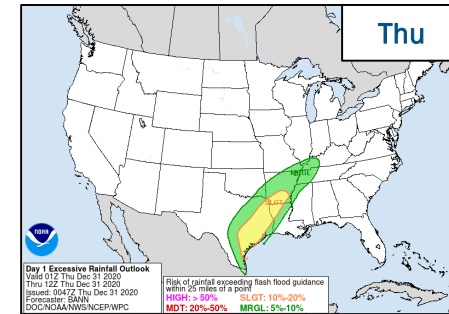 Thu
MRGL
SLGT
NOAA
Day 1 Excessive Rainfall Outlook
Valid 01Z Thu Dec 31 2020
Thru 12Z Thu Dec 31 2020
Issued: 0047Z Thu Dec 31 2020
Forecaster: BANN
DOC/NOAA/NWS/NCEP/WPC
Risk of rainfall exceeding flash flood guidance
within 25 miles of a point
HIGH: > 50% SLGT: 10%-20%
MDT: 20%-50% MRGL: 5%-10%